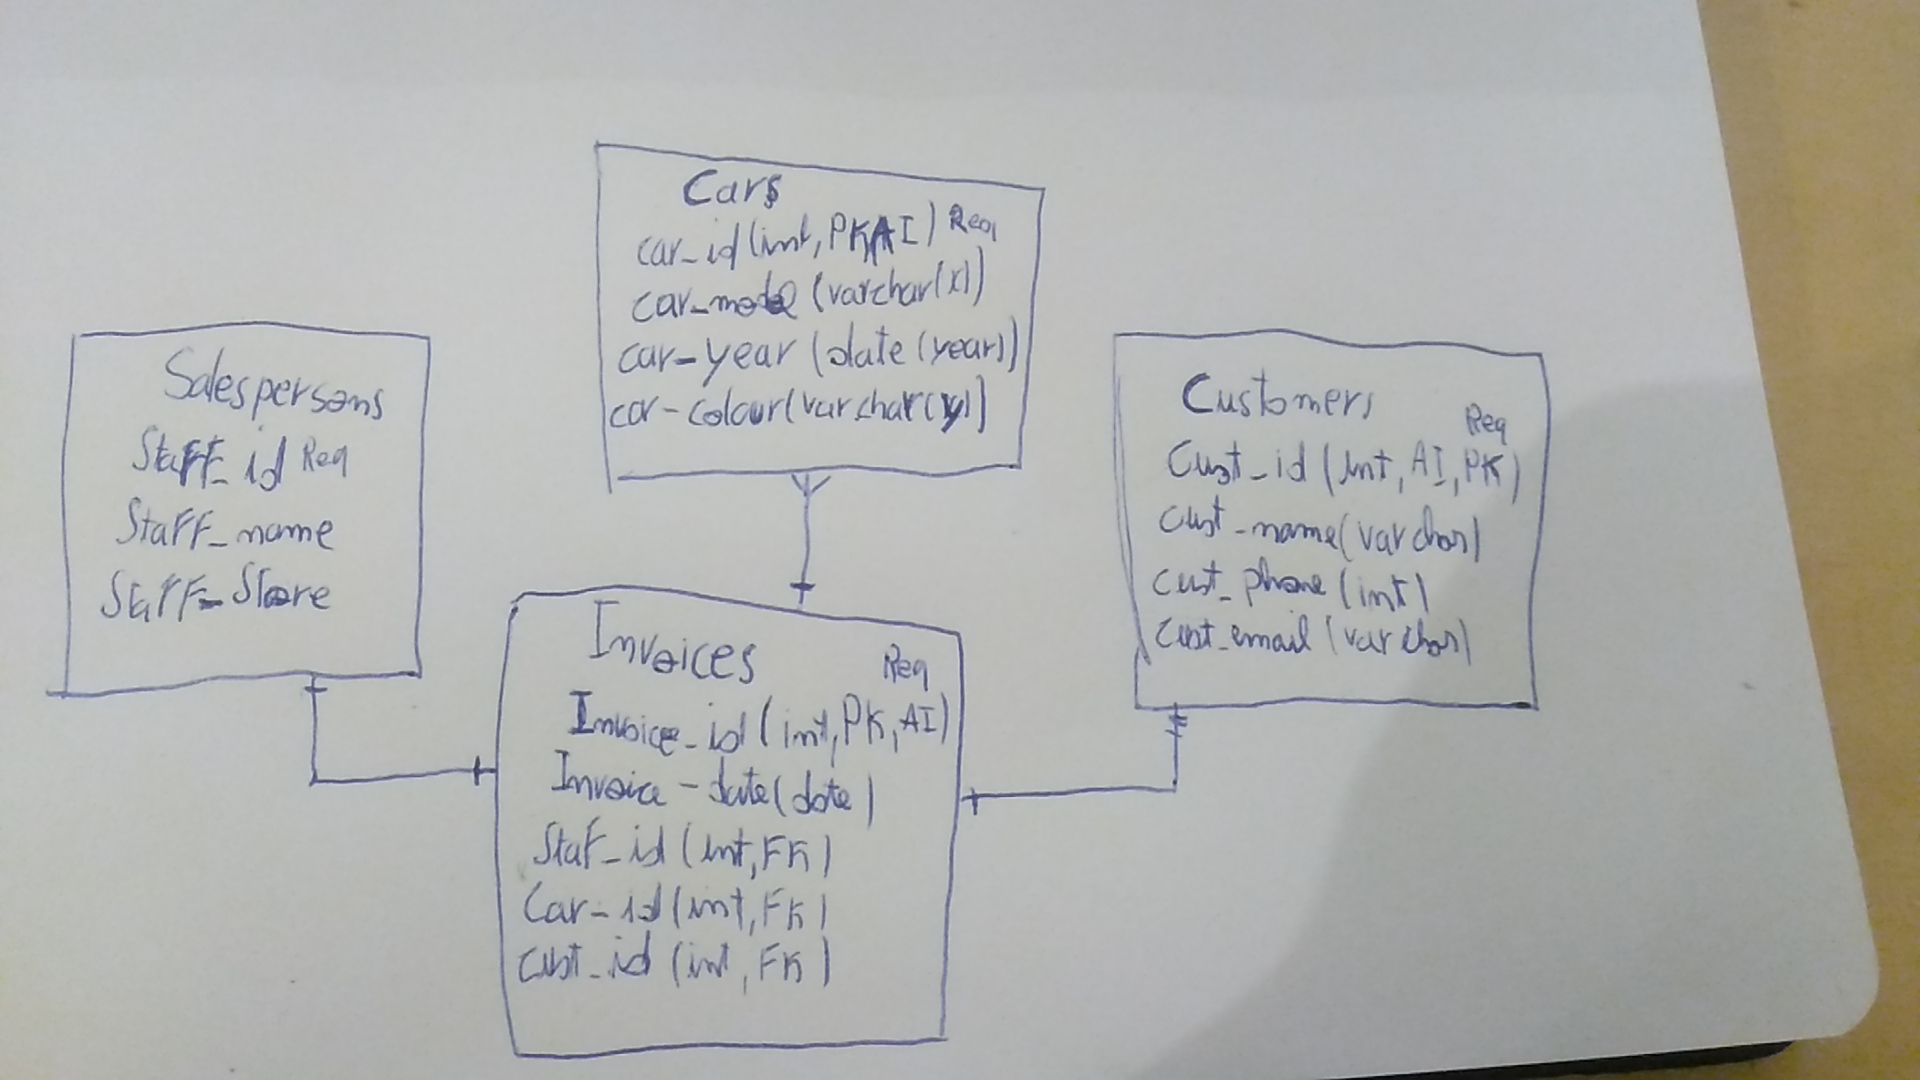 Cars
car_id (int, PK, AI) Req
car_model (varchar(x))
car_year (date (year))
car_colour (varchar(y))
Salespersons
Staff_id Req
Staff_name
Staff_Store
Customers
Req
Cust_id (int, AI, PK)
cust_name (varchar)
cust_phone (int)
cust_email (varchar)
Invoices
Req
Invoice_id (int, PK, AI)
Invoice_date (date)
Staf_id (int, FK)
Car_id (int, FK)
cust_id (int, FK)